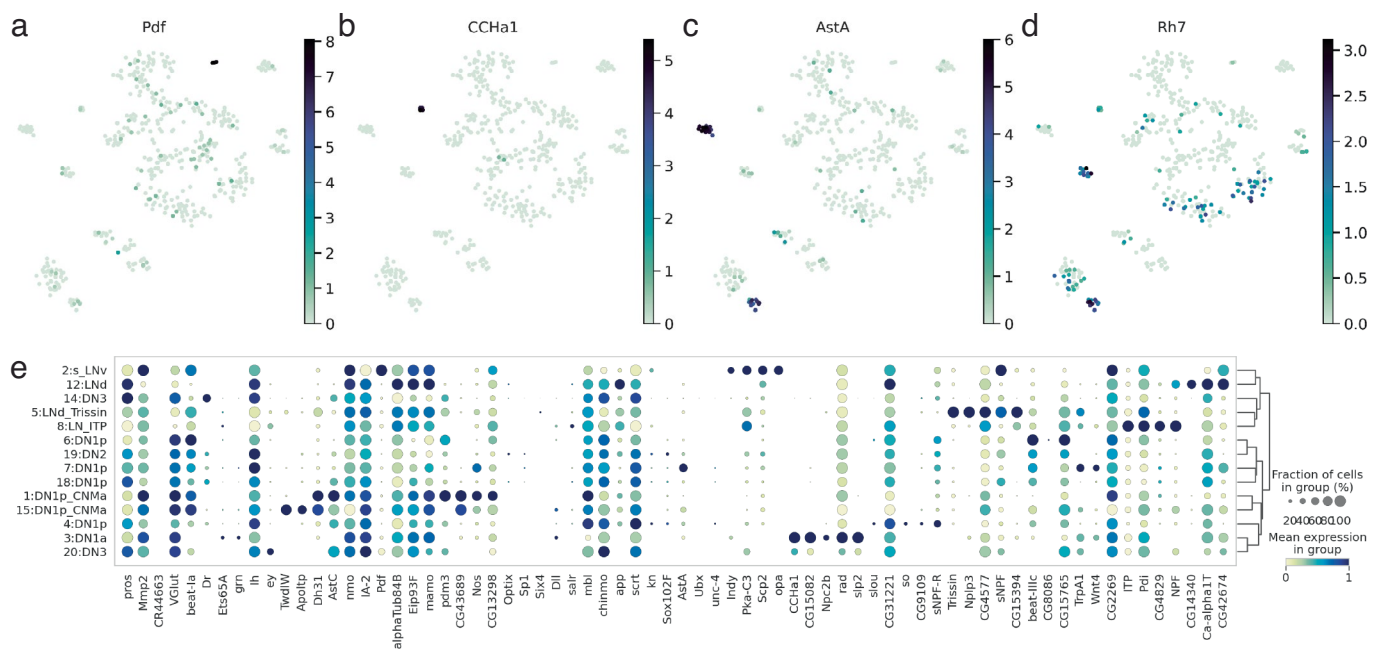 a
Pdf
8
7
6
5
4
3
2
1
0
b
CCHa1
5
4
3
2
1
0
c
AstA
6
5
4
3
2
1
0
d
Rh7
3.0
2.5
2.0
1.5
1.0
0.5
0.0
e
2:s_LNv
12:LNd
14:DN3
5:LNd_Trissin
8:LN_ITP
6:DN1p
19:DN2
7:DN1p
18:DN1p
1:DN1p_CNMa
15:DN1p_CNMa
4:DN1p
3:DN1a
20:DN3
pros
Mmp2
CR44663
VGlut
beat-Ia
Dr
Ets65A
grn
lh
ey
TwdlW
Apoltp
Dh31
AstC
nmo
IA-2
Pdf
alphaTub84B
Eip93F
mamo
pdm3
CG43689
Nos
CG13298
Optix
Sp1
Six4
Dll
salr
mbl
chinmo
app
scrt
kn
Sox102F
AstA
Ubx
unc-4
Indy
Pka-C3
Scp2
opa
CCHa1
CG15082
Npc2b
rad
slp2
slou
CG31221
so
CG9109
sNPF-R
Trissin
Nplp3
CG4577
sNPF
CG15394
beat-IIIc
CG8086
CG15765
TrpA1
Wnt4
CG2269
ITP
Pdi
CG4829
NPF
CG14340
Ca-alpha1T
CG42674
Fraction of cells
in group (%)
20406080100
Mean expression
in group
0 1